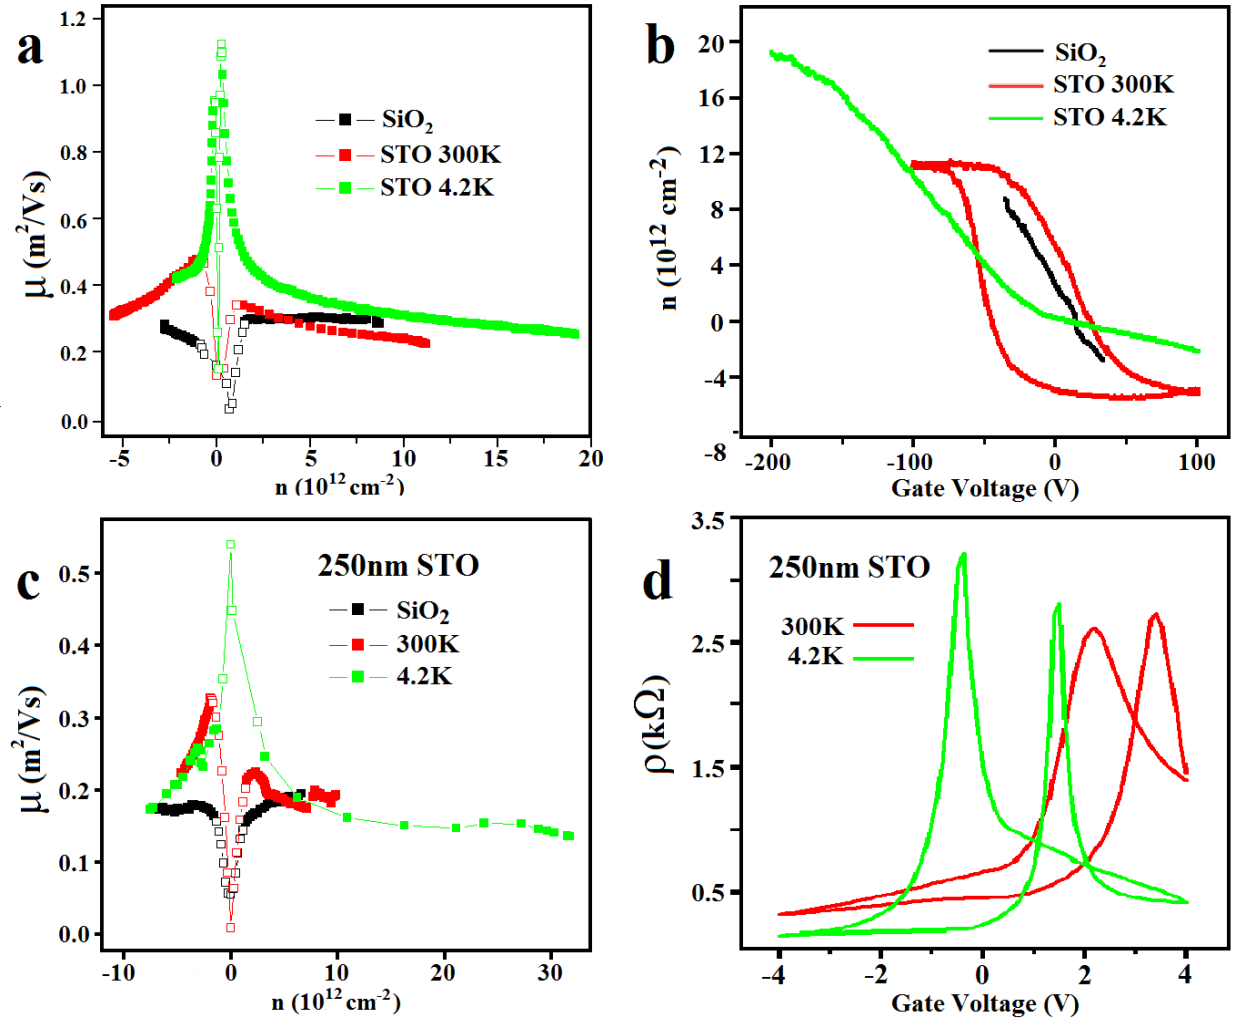 a
1.2
1.0
0.8
0.6
0.4
0.2
0.0
μ (m²/Vs)
SiO₂
STO 300K
STO 4.2K
-5
0
5
10
15
20
n (10¹² cm⁻²)
b
20
16
12
8
4
0
-4
-8
n (10¹² cm⁻²)
SiO₂
STO 300K
STO 4.2K
-200
-100
0
100
Gate Voltage (V)
c
0.5
0.4
0.3
0.2
0.1
0.0
μ (m²/Vs)
250nm STO
SiO₂
300K
4.2K
-10
0
10
20
30
n (10¹² cm⁻²)
d
3.5
2.5
1.5
0.5
ρ(kΩ)
250nm STO
300K
4.2K
-4
-2
0
2
4
Gate Voltage (V)